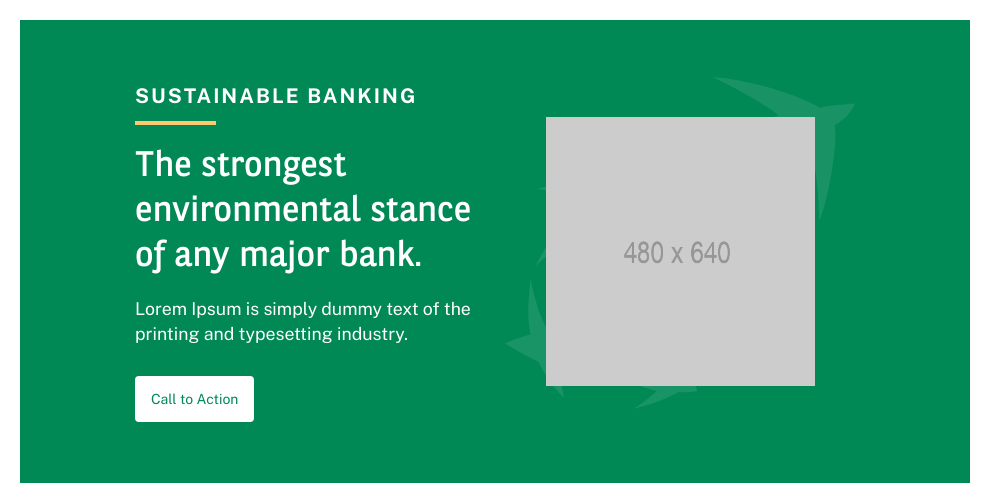 SUSTAINABLE BANKING
The strongest
environmental stance
of any major bank.
Lorem Ipsum is simply dummy text of the
printing and typesetting industry.
Call to Action
480 x 640